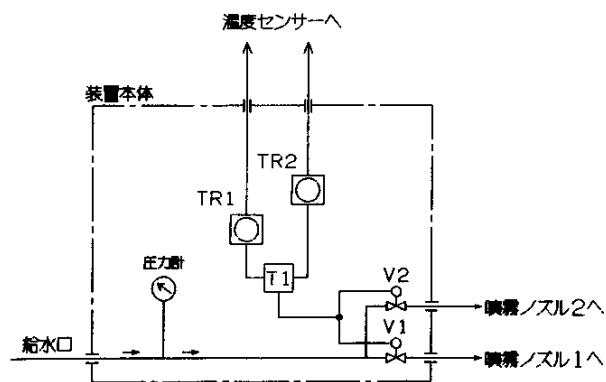 温度センサーへ
装置本体
TR2
TR1
圧力計
T1
V2
噴霧ノズル2へ
V1
給水口
噴霧ノズル1へ